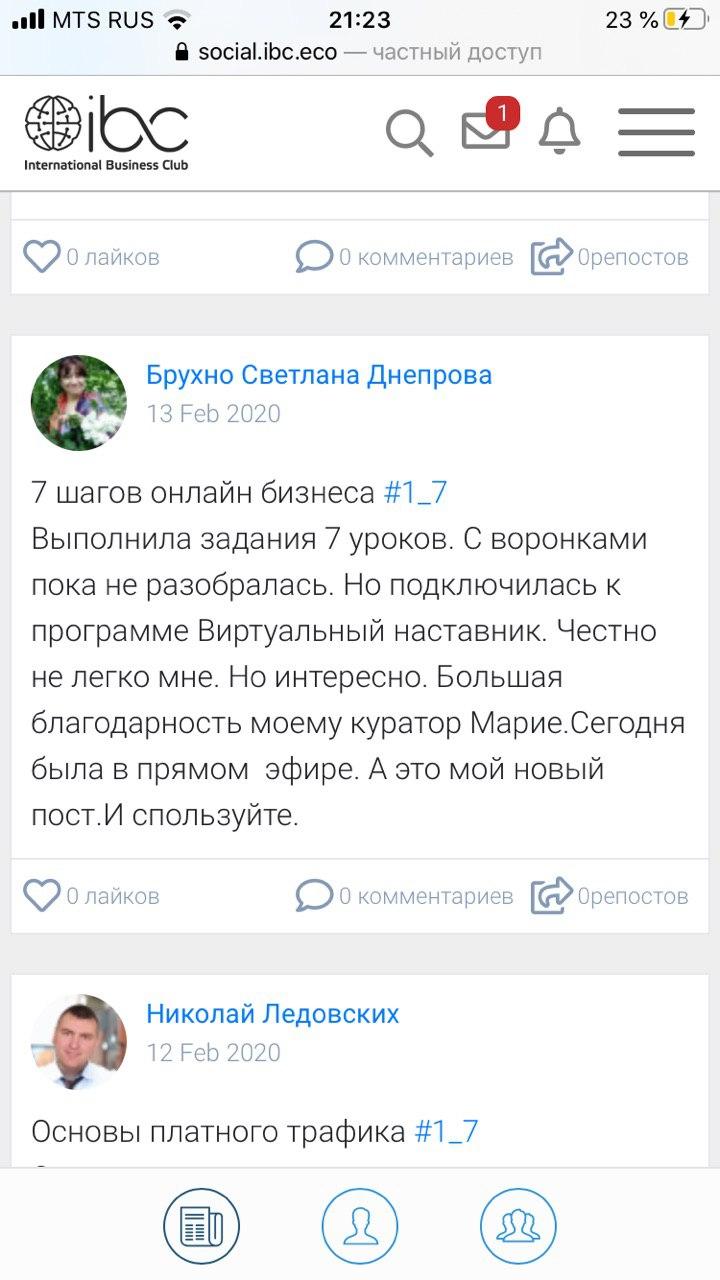 MTS RUS 21:23 23 %
social.ibc.eco — частный доступ
ibc
International Business Club
1
0 лайков 0 комментариев 0репостов
Брухно Светлана Днепрова
13 Feb 2020
7 шагов онлайн бизнеса #1_7
Выполнила задания 7 уроков. С воронками
пока не разобралась. Но подключилась к
программе Виртуальный наставник. Честно
не легко мне. Но интересно. Большая
благодарность моему куратор Марие.Сегодня
была в прямом  эфире. А это мой новый
пост.И спользуйте.
0 лайков 0 комментариев 0репостов
Николай Ледовских
12 Feb 2020
Основы платного трафика #1_7